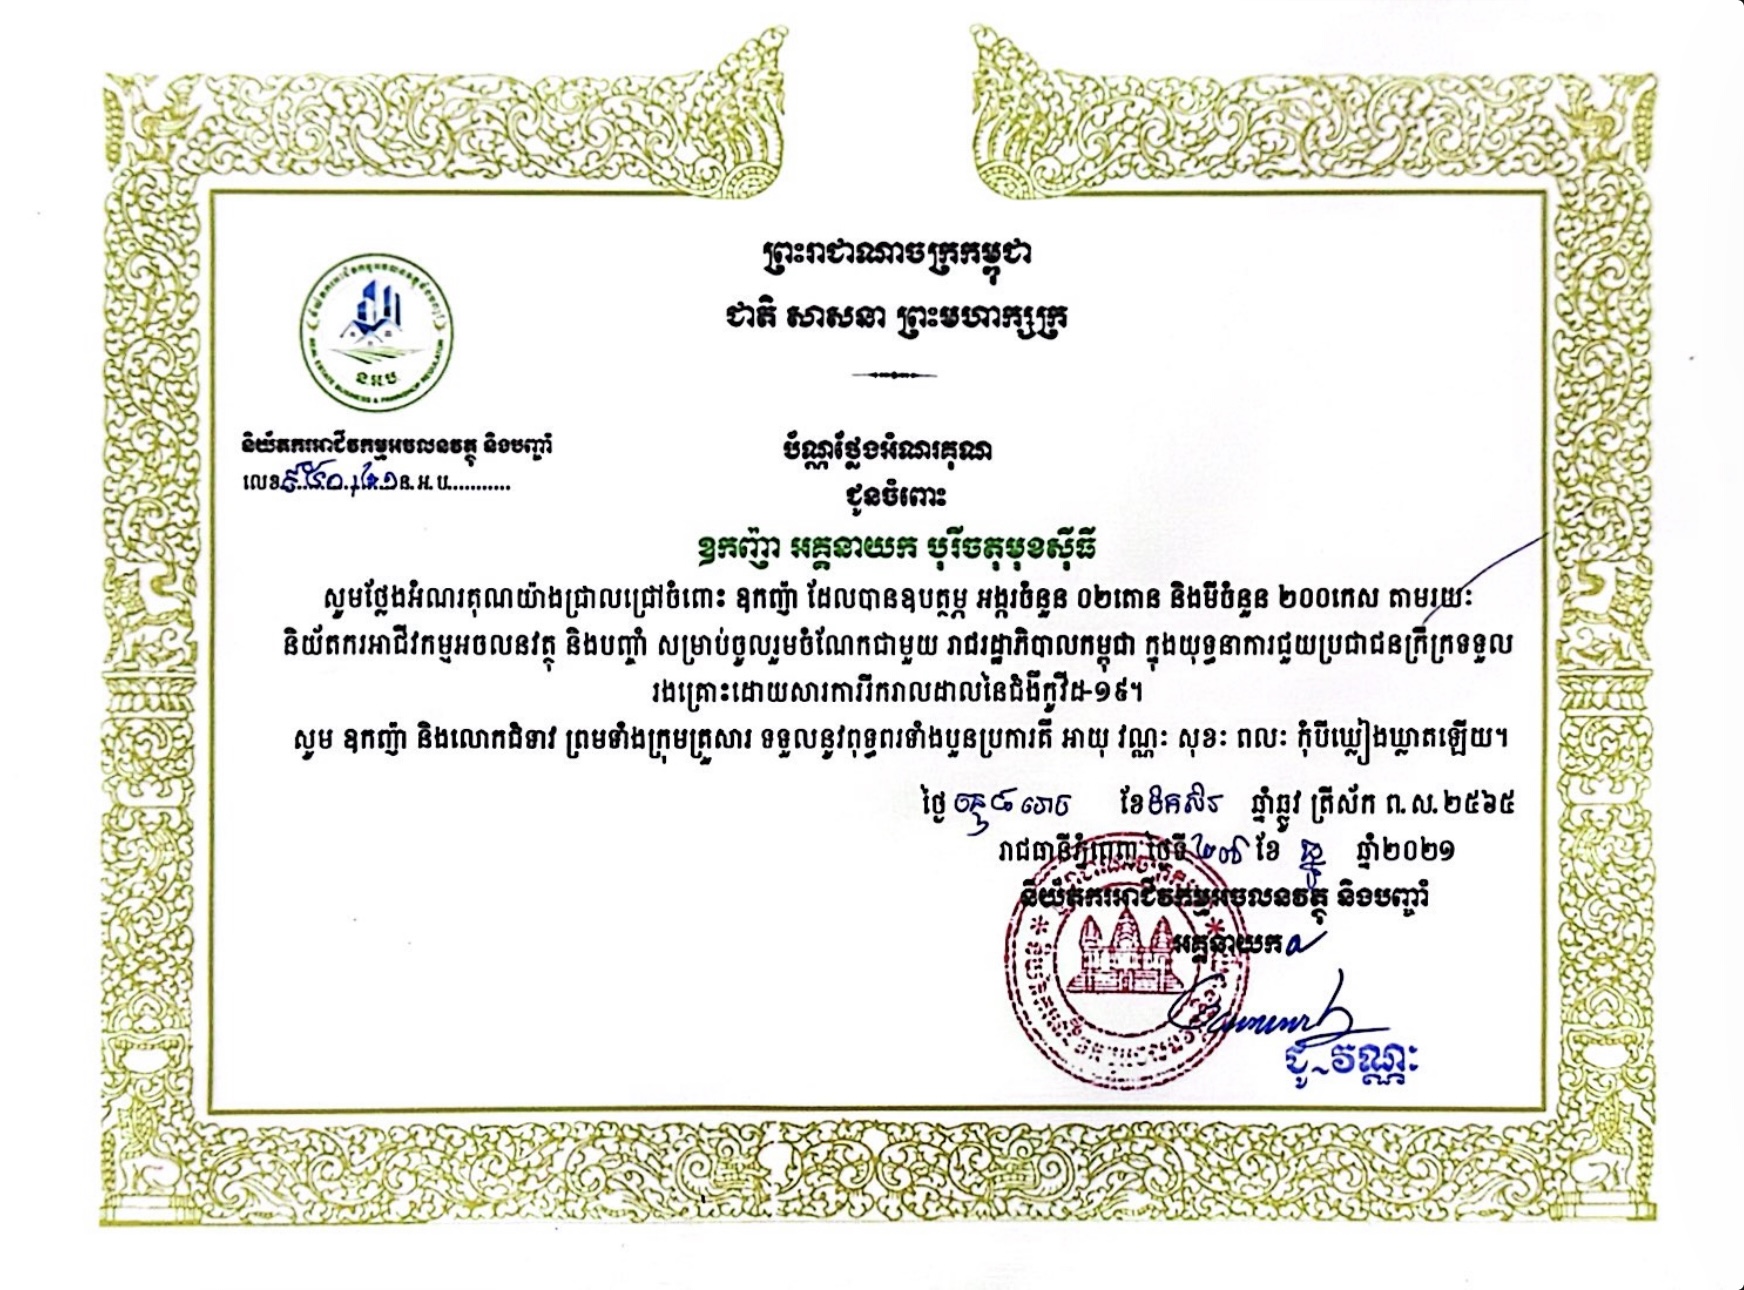 ព្រះរាជាណាចក្រកម្ពុជា
ជាតិ សាសនា ព្រះមហាក្សត្រ
ន.អ.ប.
REAL ESTATE BUSINESS & PAWNSHOP REGULATOR
និយ័តករអាជីវកម្មអចលនវត្ថុ និងបញ្ចាំ
លេខ ៩៥០ / ២១ ន.អ.ប...........
ប័ណ្ណថ្លែងអំណរគុណ
ជូនចំពោះ
ឧកញ៉ា អគ្គនាយក បុរីចតុមុខស៊ីធី
សូមថ្លែងអំណរគុណយ៉ាងជ្រាលជ្រៅចំពោះ ឧកញ៉ា ដែលបានឧបត្ថម្ភ អង្ករចំនួន ០២តោន និងមីចំនួន ២០០កេស តាមរយៈ
និយ័តករអាជីវកម្មអចលនវត្ថុ និងបញ្ចាំ សម្រាប់ចូលរួមចំណែកជាមួយ រាជរដ្ឋាភិបាលកម្ពុជា ក្នុងយុទ្ធនាការជួយប្រជាជនក្រីក្រទទួល
រងគ្រោះដោយសារការរីករាលដាលនៃជំងឺកូវីដ-១៩។
សូម ឧកញ៉ា និងលោកជំទាវ ព្រមទាំងក្រុមគ្រួសារ ទទួលនូវពុទ្ធពរទាំងបួនប្រការគឺ អាយុ វណ្ណៈ សុខៈ ពលៈ កុំបីឃ្លៀងឃ្លាតឡើយ។
ថ្ងៃ ចន្ទ ៨ រោច ខែ មិគសិរ ឆ្នាំឆ្លូវ ត្រីស័ក ព.ស.២៥៦៥
រាជធានីភ្នំពេញ ថ្ងៃទី ២៧ ខែ ធ្នូ ឆ្នាំ២០២១
និយ័តករអាជីវកម្មអចលនវត្ថុ និងបញ្ចាំ
អគ្គនាយក
ជូ-វណ្ណៈ